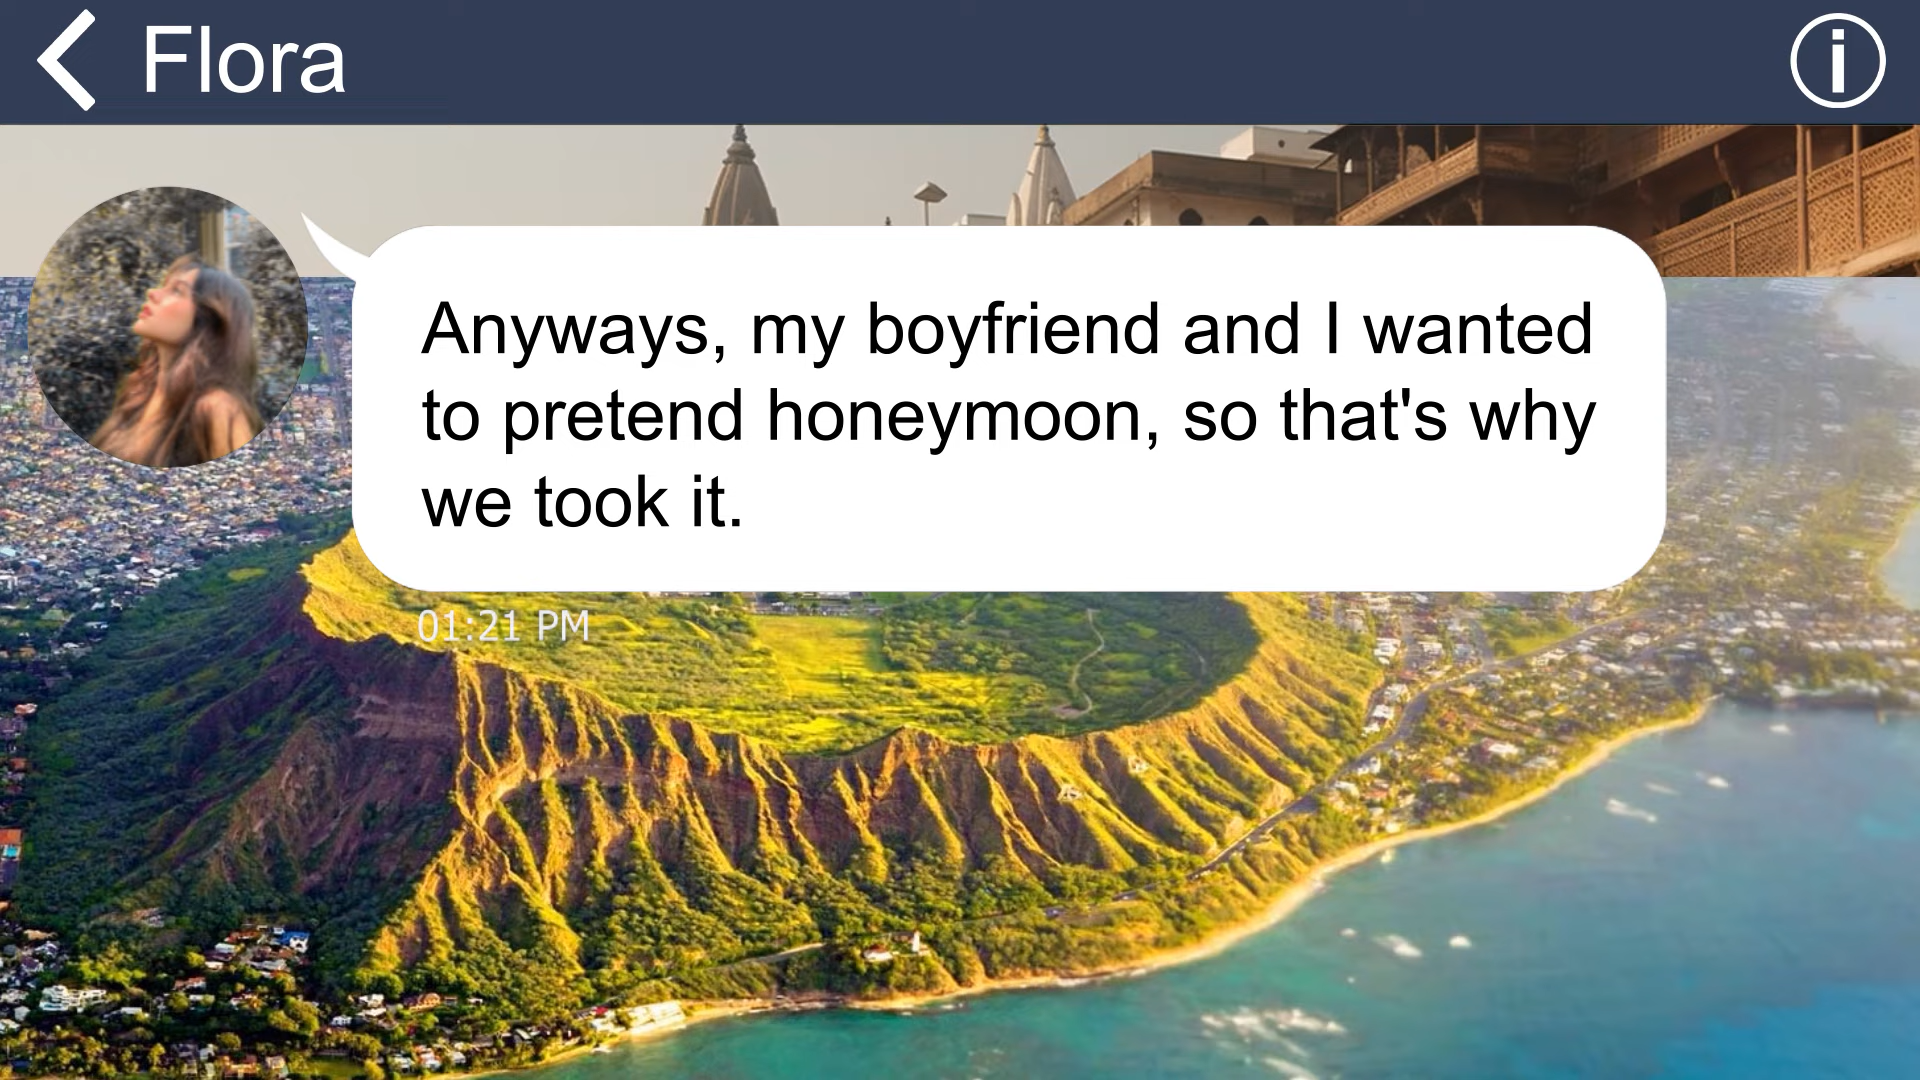 Flora
Anyways, my boyfriend and I wanted
to pretend honeymoon, so that's why
we took it.
01:21 PM